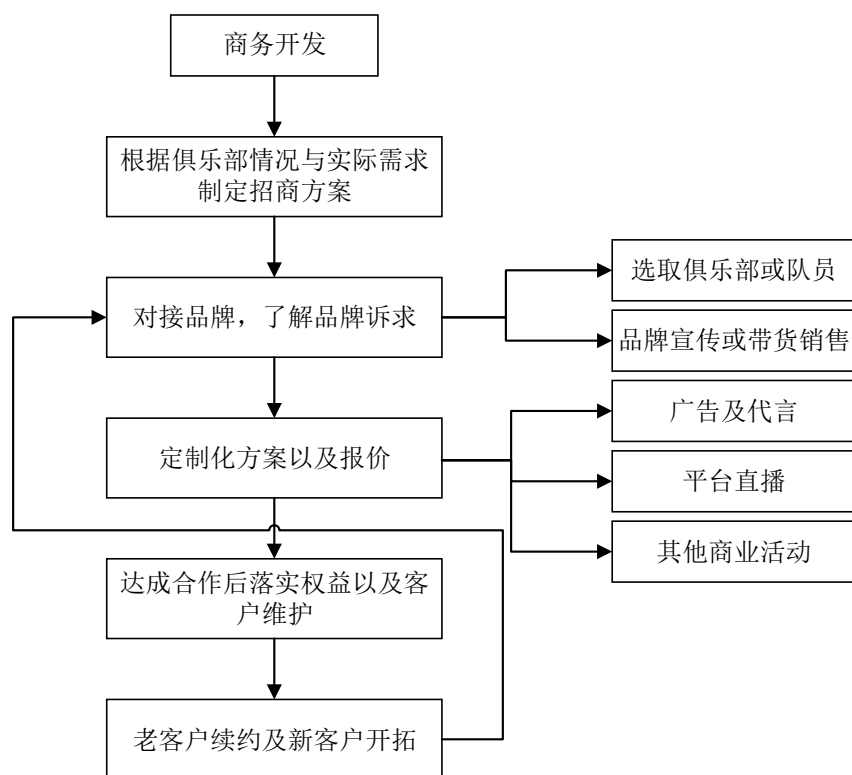 商务开发
根据俱乐部情况与实际需求
制定招商方案
对接品牌，了解品牌诉求
选取俱乐部或队员
品牌宣传或带货销售
定制化方案以及报价
广告及代言
平台直播
其他商业活动
达成合作后落实权益以及客
户维护
老客户续约及新客户开拓